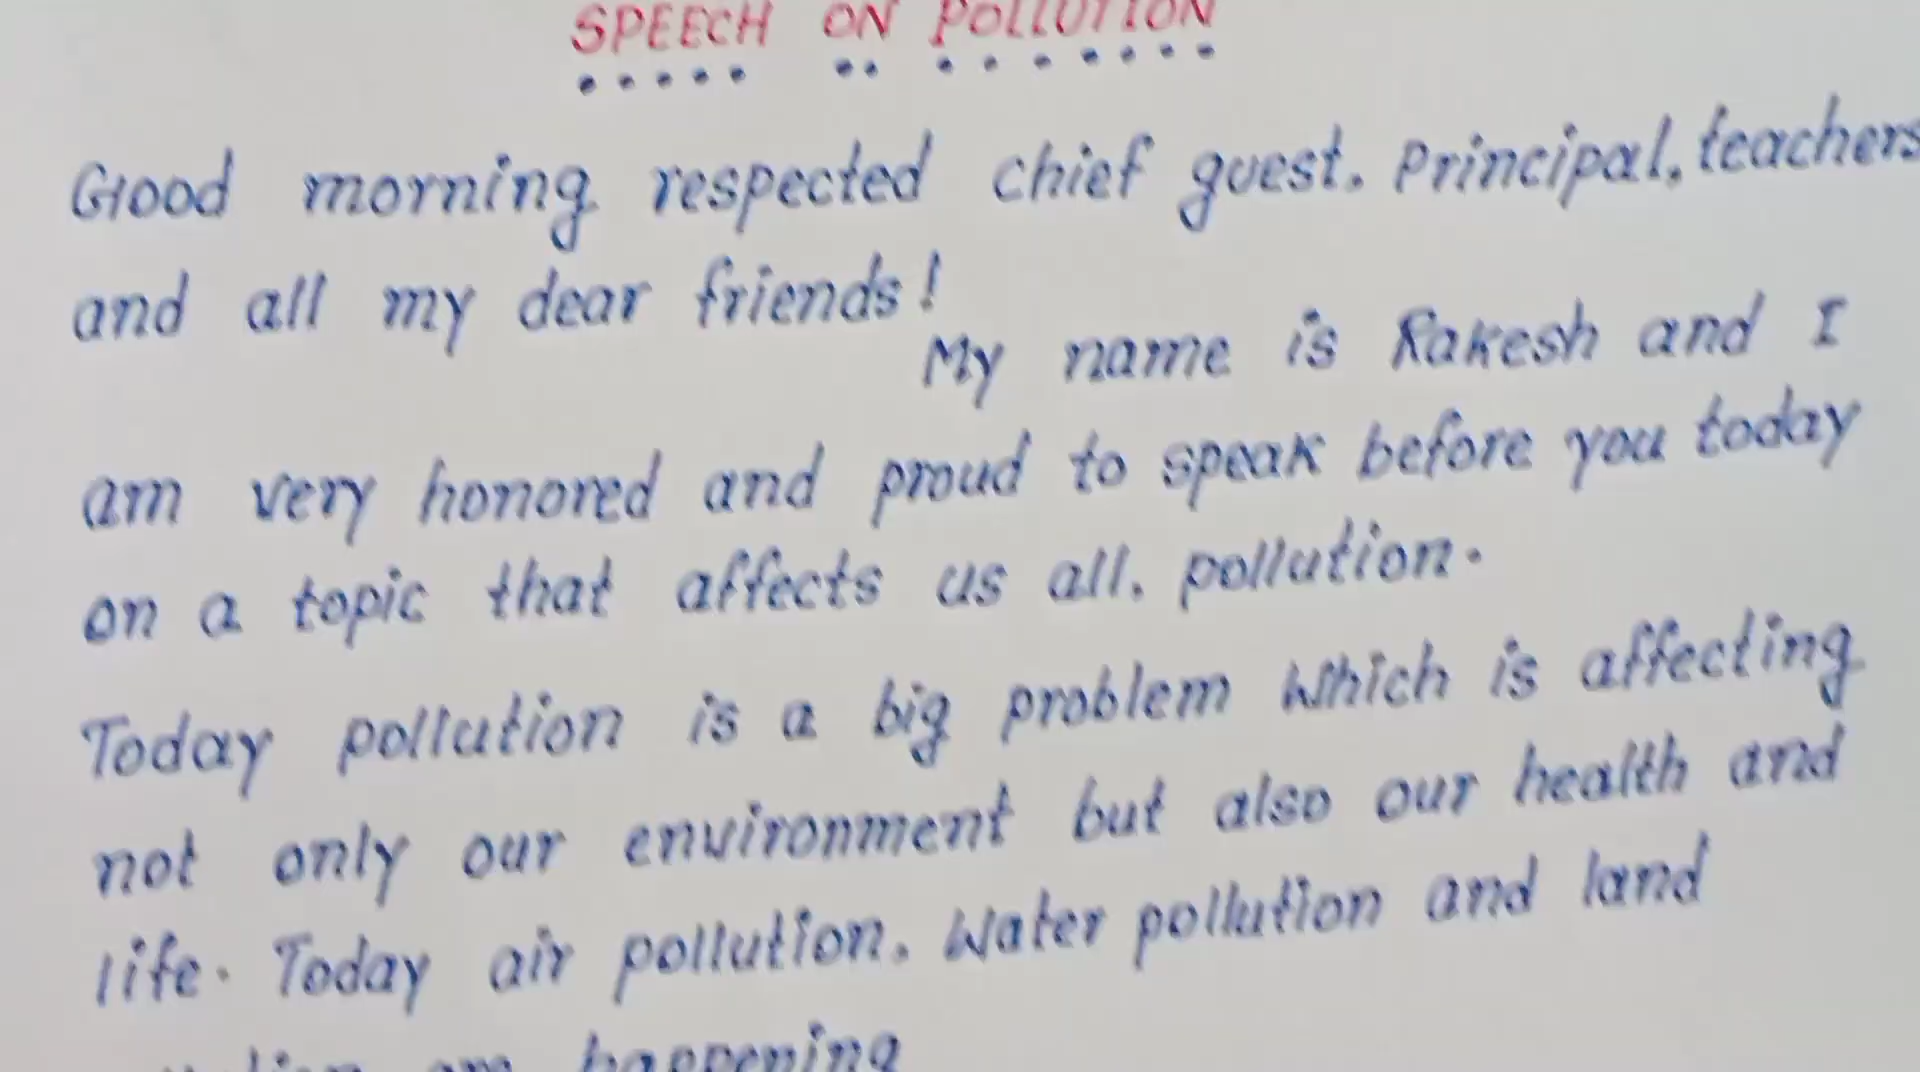 SPEECH ON POLLUTION
Good morning respected chief guest. Principal, teachers
and all my dear friends!
My name is Rakesh and I
am very honored and proud to speak before you today
on a topic that affects us all. pollution.
Today pollution is a big problem which is affecting
not only our environment but also our health and
life. Today air pollution. Water pollution and land
happening